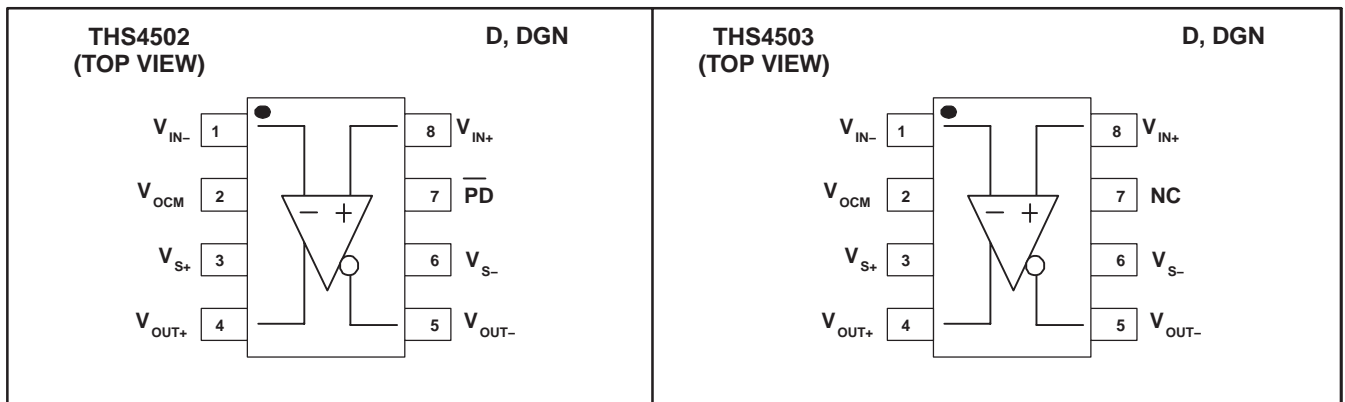 THS4502
(TOP VIEW)
D, DGN
V_IN– 1
8 V_IN+
V_OCM 2
7 P̅D̅
V_S+ 3
6 V_S–
V_OUT+ 4
5 V_OUT–
− +
THS4503
(TOP VIEW)
D, DGN
V_IN– 1
8 V_IN+
V_OCM 2
7 NC
V_S+ 3
6 V_S–
V_OUT+ 4
5 V_OUT–
− +